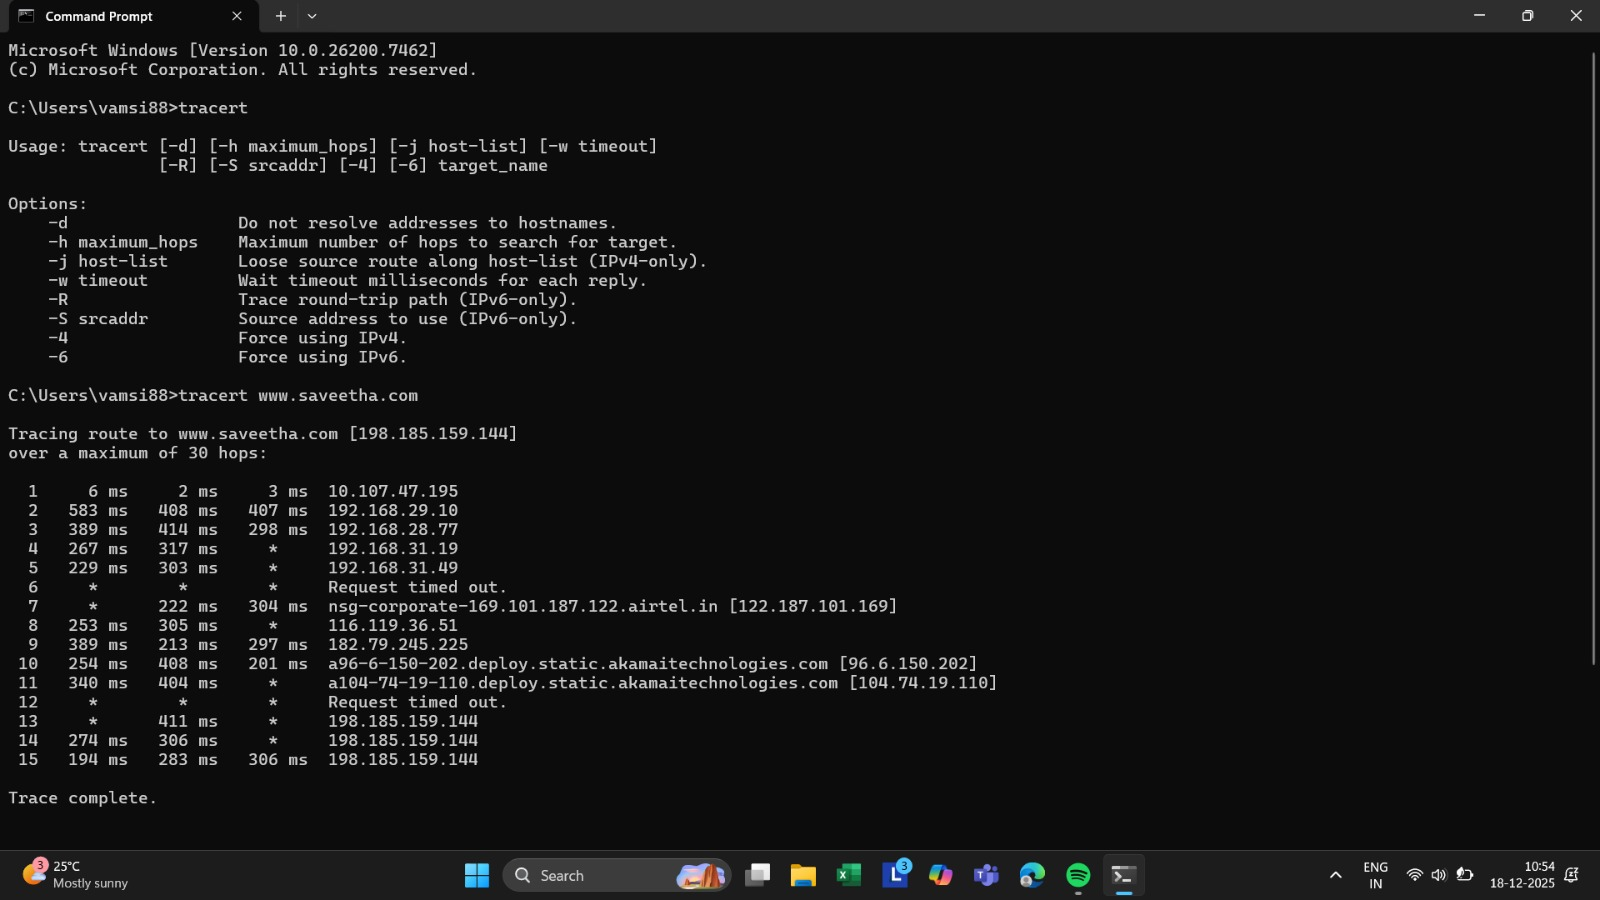 Command Prompt
Microsoft Windows [Version 10.0.26200.7462]
(c) Microsoft Corporation. All rights reserved.
C:\Users\vamsi88>tracert
Usage: tracert [-d] [-h maximum_hops] [-j host-list] [-w timeout]
[-R] [-S srcaddr] [-4] [-6] target_name
Options:
-d Do not resolve addresses to hostnames.
-h maximum_hops Maximum number of hops to search for target.
-j host-list Loose source route along host-list (IPv4-only).
-w timeout Wait timeout milliseconds for each reply.
-R Trace round-trip path (IPv6-only).
-S srcaddr Source address to use (IPv6-only).
-4 Force using IPv4.
-6 Force using IPv6.
C:\Users\vamsi88>tracert www.saveetha.com
Tracing route to www.saveetha.com [198.185.159.144]
over a maximum of 30 hops:
1 6 ms 2 ms 3 ms 10.107.47.195
2 583 ms 408 ms 407 ms 192.168.29.10
3 389 ms 414 ms 298 ms 192.168.28.77
4 267 ms 317 ms * 192.168.31.19
5 229 ms 303 ms * 192.168.31.49
6 * * * Request timed out.
7 * 222 ms 304 ms nsg-corporate-169.101.187.122.airtel.in [122.187.101.169]
8 253 ms 305 ms * 116.119.36.51
9 389 ms 213 ms 297 ms 182.79.245.225
10 254 ms 408 ms 201 ms a96-6-150-202.deploy.static.akamaitechnologies.com [96.6.150.202]
11 340 ms 404 ms * a104-74-19-110.deploy.static.akamaitechnologies.com [104.74.19.110]
12 * * * Request timed out.
13 * 411 ms * 198.185.159.144
14 274 ms 306 ms * 198.185.159.144
15 194 ms 283 ms 306 ms 198.185.159.144
Trace complete.
3
25°C
Mostly sunny
Search
L 3
ENG
IN
10:54
18-12-2025